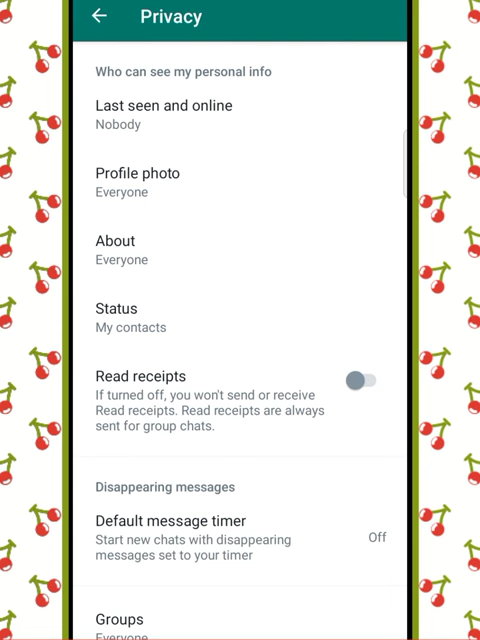 Privacy
Who can see my personal info
Last seen and online
Nobody
Profile photo
Everyone
About
Everyone
Status
My contacts
Read receipts
If turned off, you won't send or receive
Read receipts. Read receipts are always
sent for group chats.
Disappearing messages
Default message timer
Start new chats with disappearing
messages set to your timer
Off
Groups
Everyone